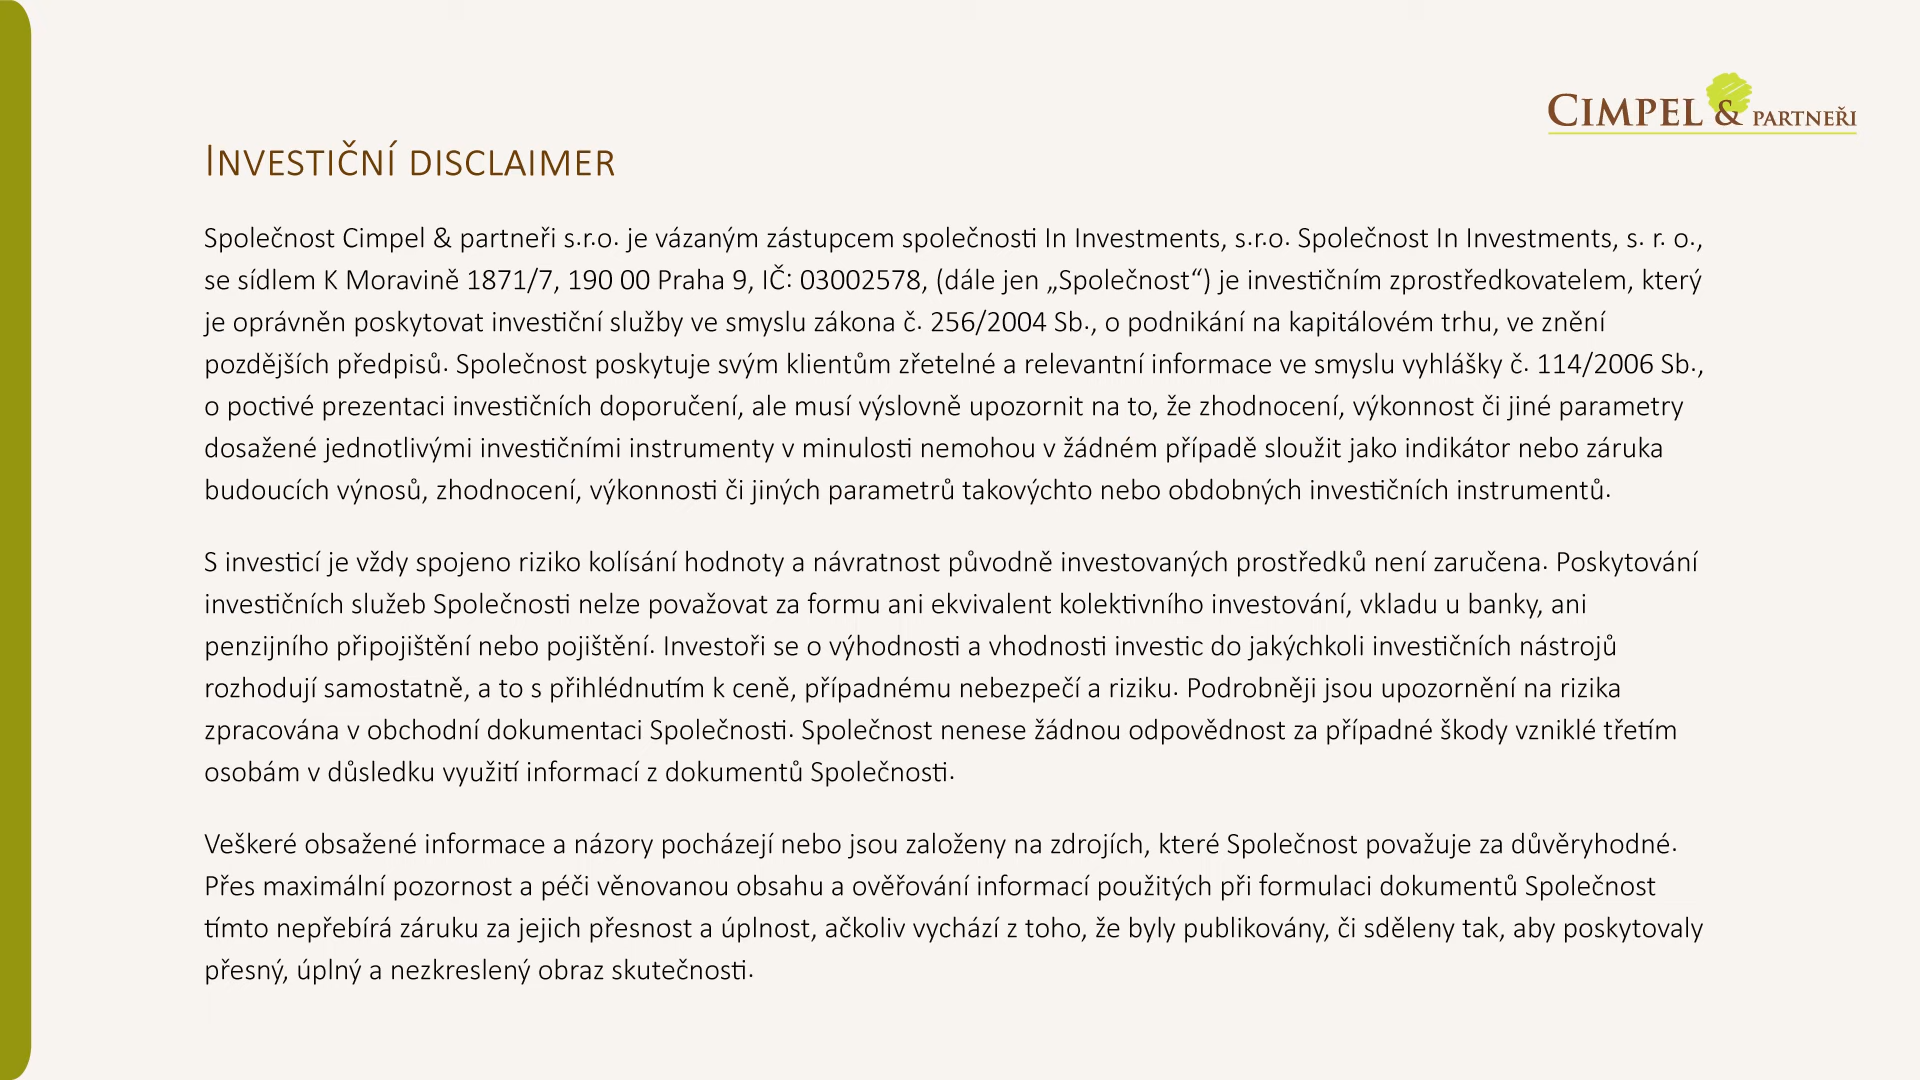 CIMPEL & PARTNEŘI
INVESTIČNÍ DISCLAIMER
Společnost Cimpel & partneři s.r.o. je vázaným zástupcem společnosti In Investments, s.r.o. Společnost In Investments, s. r. o.,
se sídlem K Moravině 1871/7, 190 00 Praha 9, IČ: 03002578, (dále jen „Společnost“) je investičním zprostředkovatelem, který
je oprávněn poskytovat investiční služby ve smyslu zákona č. 256/2004 Sb., o podnikání na kapitálovém trhu, ve znění
pozdějších předpisů. Společnost poskytuje svým klientům zřetelné a relevantní informace ve smyslu vyhlášky č. 114/2006 Sb.,
o poctivé prezentaci investičních doporučení, ale musí výslovně upozornit na to, že zhodnocení, výkonnost či jiné parametry
dosažené jednotlivými investičními instrumenty v minulosti nemohou v žádném případě sloužit jako indikátor nebo záruka
budoucích výnosů, zhodnocení, výkonnosti či jiných parametrů takovýchto nebo obdobných investičních instrumentů.
S investicí je vždy spojeno riziko kolísání hodnoty a návratnost původně investovaných prostředků není zaručena. Poskytování
investičních služeb Společnosti nelze považovat za formu ani ekvivalent kolektivního investování, vkladu u banky, ani
penzijního připojištění nebo pojištění. Investoři se o výhodnosti a vhodnosti investic do jakýchkoli investičních nástrojů
rozhodují samostatně, a to s přihlédnutím k ceně, případnému nebezpečí a riziku. Podrobněji jsou upozornění na rizika
zpracována v obchodní dokumentaci Společnosti. Společnost nenese žádnou odpovědnost za případné škody vzniklé třetím
osobám v důsledku využití informací z dokumentů Společnosti.
Veškeré obsažené informace a názory pocházejí nebo jsou založeny na zdrojích, které Společnost považuje za důvěryhodné.
Přes maximální pozornost a péči věnovanou obsahu a ověřování informací použitých při formulaci dokumentů Společnost
tímto nepřebírá záruku za jejich přesnost a úplnost, ačkoliv vychází z toho, že byly publikovány, či sděleny tak, aby poskytovaly
přesný, úplný a nezkreslený obraz skutečnosti.